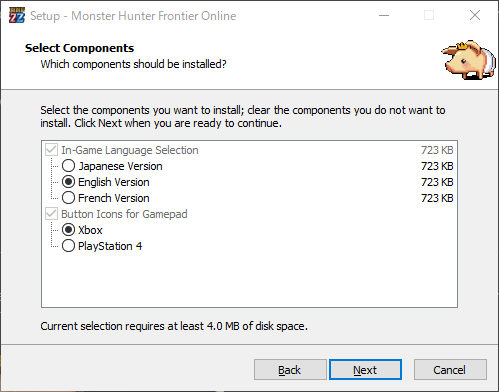 Setup - Monster Hunter Frontier Online
Select Components
Which components should be installed?
Select the components you want to install; clear the components you do not want to
install. Click Next when you are ready to continue.
In-Game Language Selection 723 KB
Japanese Version 723 KB
English Version 723 KB
French Version 723 KB
Button Icons for Gamepad
Xbox
PlayStation 4
Current selection requires at least 4.0 MB of disk space.
Back Next Cancel